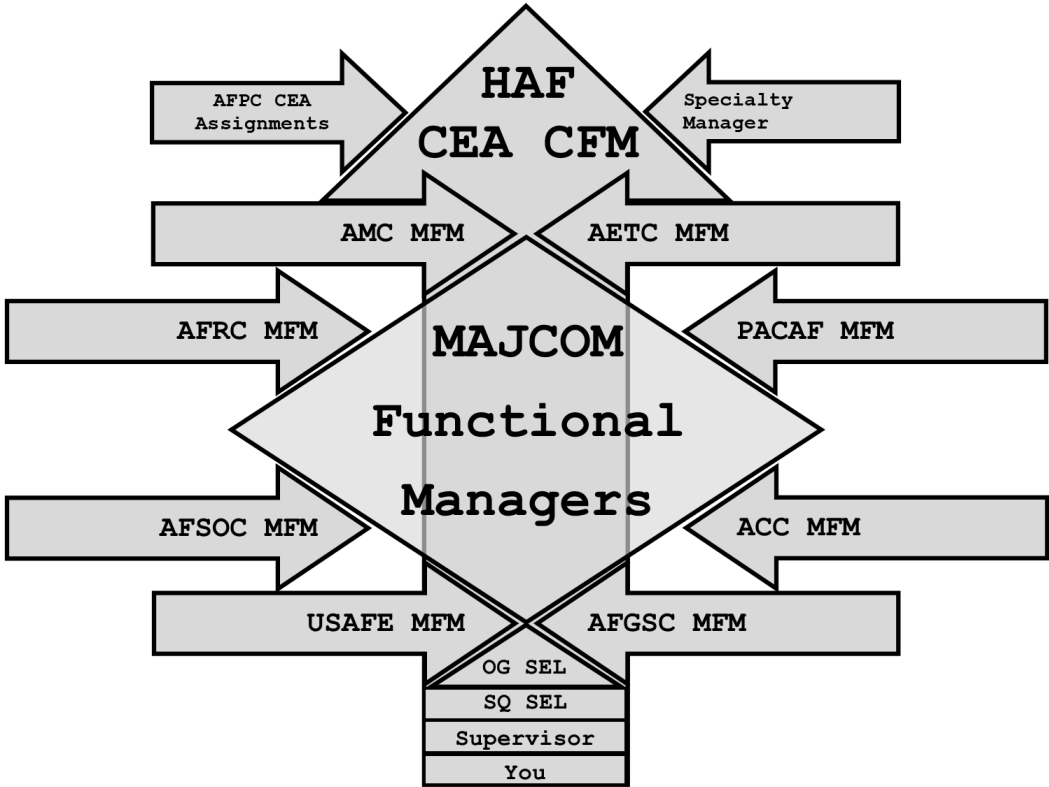 HAF
CEA CFM
AFPC CEA
Assignments
Specialty
Manager
AMC MFM
AETC MFM
AFRC MFM
PACAF MFM
MAJCOM
Functional
Managers
AFSOC MFM
ACC MFM
USAFE MFM
AFGSC MFM
OG SEL
SQ SEL
Supervisor
You